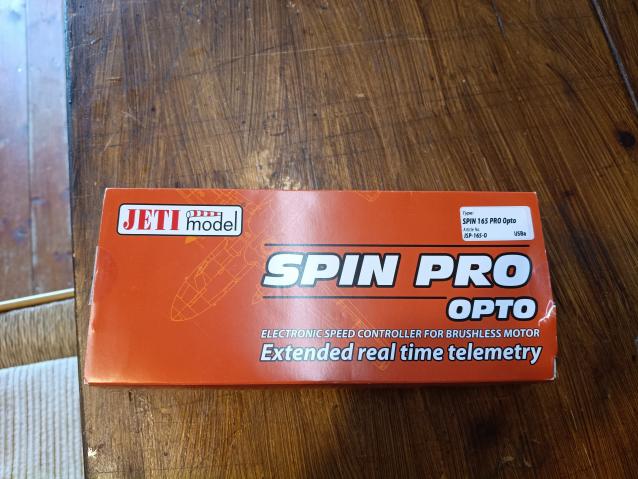 JETI model
Type:
SPIN 165 PRO Opto
Article No.
JSP-165-O USBa
SPIN PRO
OPTO
ELECTRONIC SPEED CONTROLLER FOR BRUSHLESS MOTOR
Extended real time telemetry